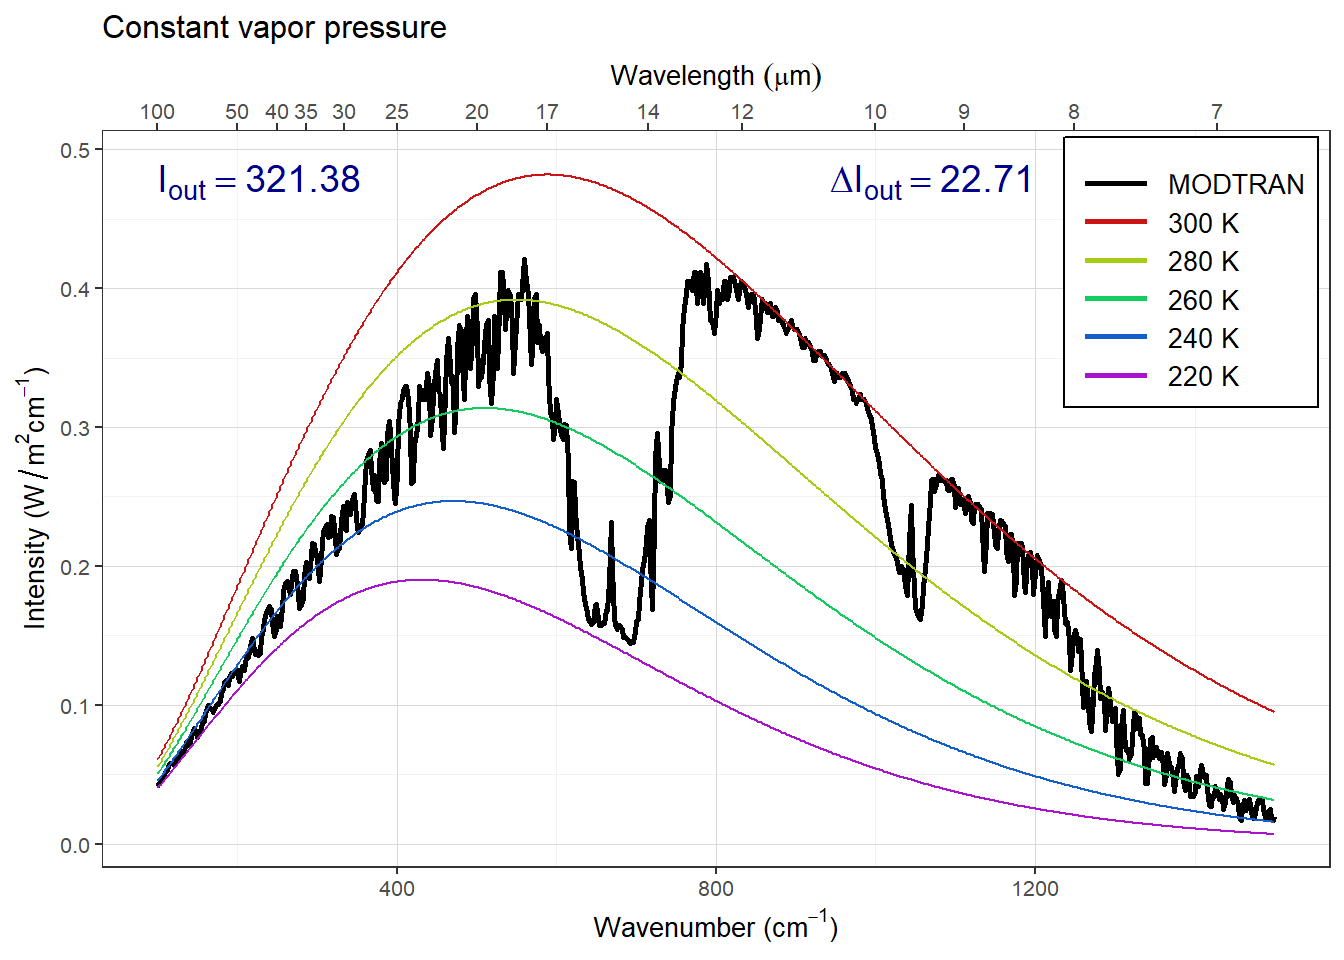 Constant vapor pressure
Wavelength (μm)
100 50 40 35 30 25 20 17 14 12 10 9 8 7
I_out = 321.38
ΔI_out = 22.71
MODTRAN
300 K
280 K
260 K
240 K
220 K
0.5
0.4
0.3
0.2
0.1
0.0
Intensity (W/m²cm⁻¹)
400 800 1200
Wavenumber (cm⁻¹)